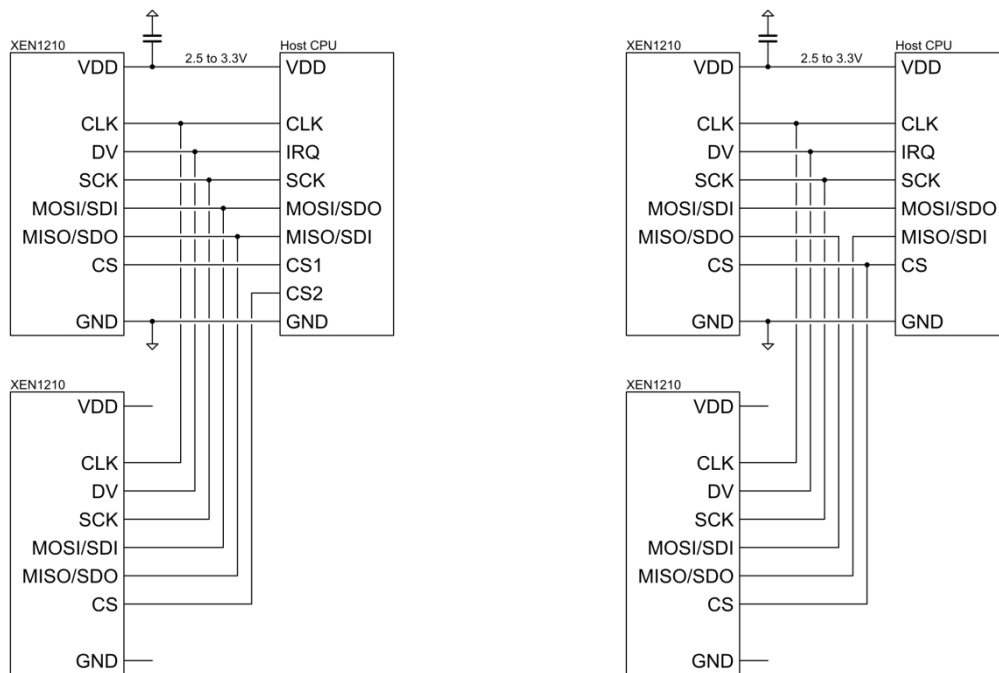 XEN1210
Host CPU
VDD
2.5 to 3.3V
VDD
CLK
CLK
DV
IRQ
SCK
SCK
MOSI/SDI
MOSI/SDO
MISO/SDO
MISO/SDI
CS
CS1
CS2
GND
GND
XEN1210
VDD
CLK
DV
SCK
MOSI/SDI
MISO/SDO
CS
GND
XEN1210
Host CPU
VDD
2.5 to 3.3V
VDD
CLK
CLK
DV
IRQ
SCK
SCK
MOSI/SDI
MOSI/SDO
MISO/SDO
MISO/SDI
CS
CS
GND
GND
XEN1210
VDD
CLK
DV
SCK
MOSI/SDI
MISO/SDO
CS
GND